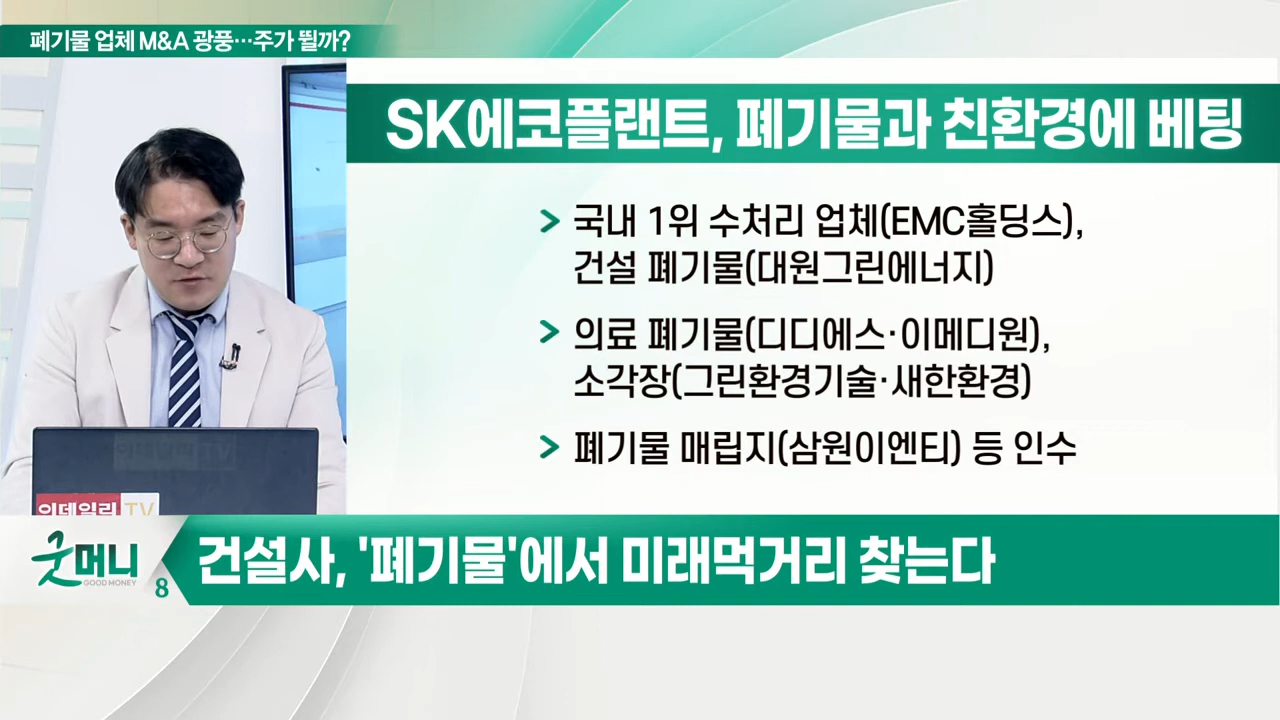 폐기물 업체 M&A 광풍…주가 뛸까?
SK에코플랜트, 폐기물과 친환경에 베팅
> 국내 1위 수처리 업체(EMC홀딩스),
건설 폐기물(대원그린에너지)
> 의료 폐기물(디디에스·이메디원),
소각장(그린환경기술·새한환경)
> 폐기물 매립지(삼원이엔티) 등 인수
이데일리 TV
굿머니
GOOD MONEY
8
건설사, '폐기물'에서 미래먹거리 찾는다